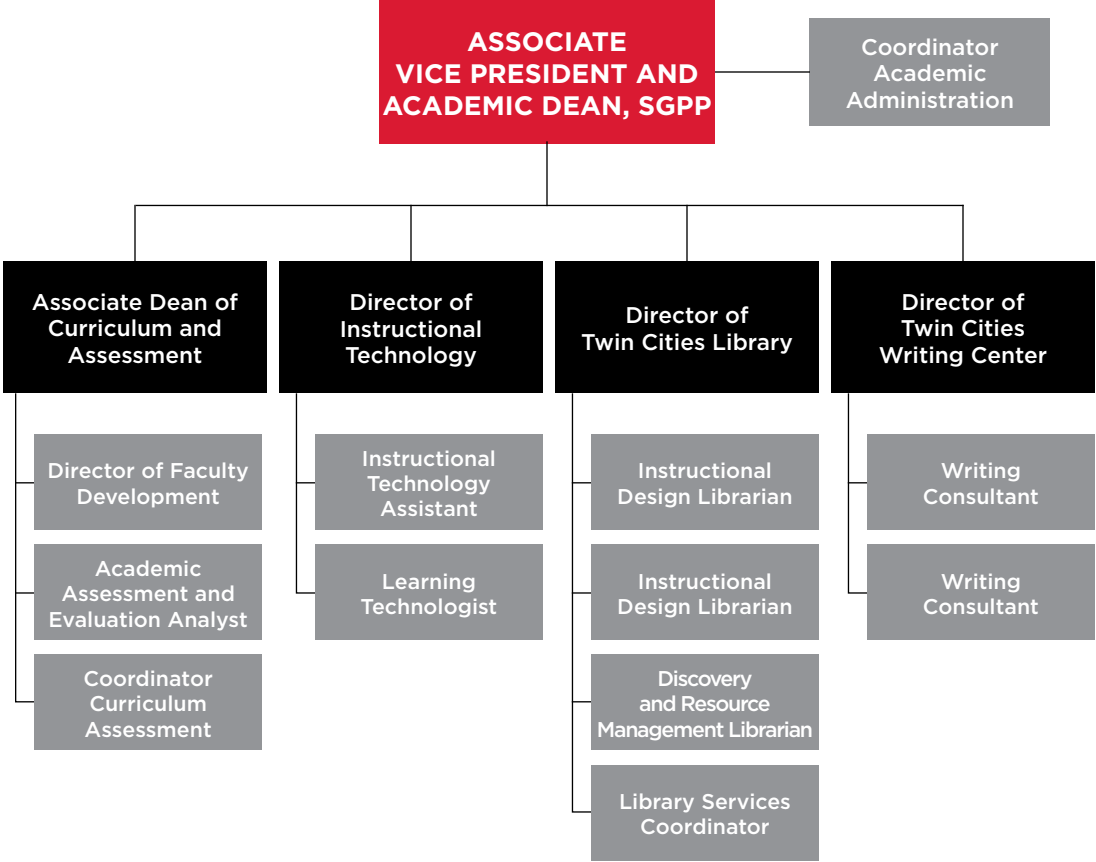 ASSOCIATE
VICE PRESIDENT AND
ACADEMIC DEAN, SGPP
Coordinator
Academic
Administration
Associate Dean of
Curriculum and
Assessment
Director of
Instructional
Technology
Director of
Twin Cities Library
Director of
Twin Cities
Writing Center
Director of Faculty
Development
Academic
Assessment and
Evaluation Analyst
Coordinator
Curriculum
Assessment
Instructional
Technology
Assistant
Learning
Technologist
Instructional
Design Librarian
Instructional
Design Librarian
Discovery
and Resource
Management Librarian
Library Services
Coordinator
Writing
Consultant
Writing
Consultant